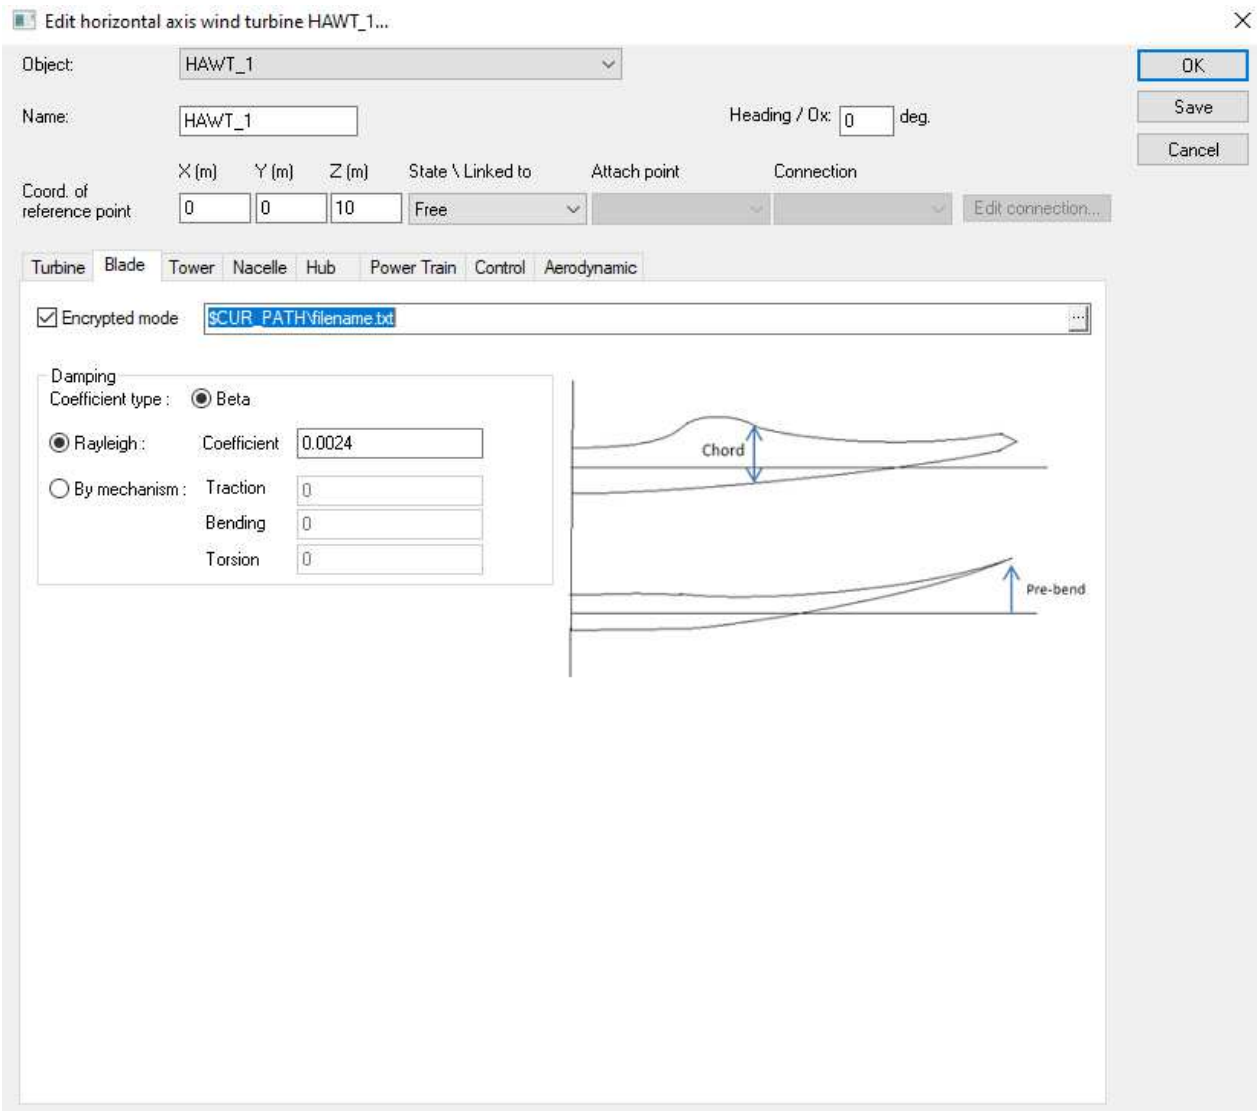 Edit horizontal axis wind turbine HAWT_1...
Object: HAWT_1 OK
Name: HAWT_1 Heading / Ox: 0 deg. Save
Cancel
X (m) Y (m) Z (m) State \ Linked to Attach point Connection
Coord. of
reference point 0 0 10 Free Edit connection...
Turbine Blade Tower Nacelle Hub Power Train Control Aerodynamic
Encrypted mode $CUR_PATH\filename.txt ...
Damping
Coefficient type : Beta
Rayleigh : Coefficient 0.0024
Chord
By mechanism : Traction 0
Bending 0
Torsion 0
Pre-bend